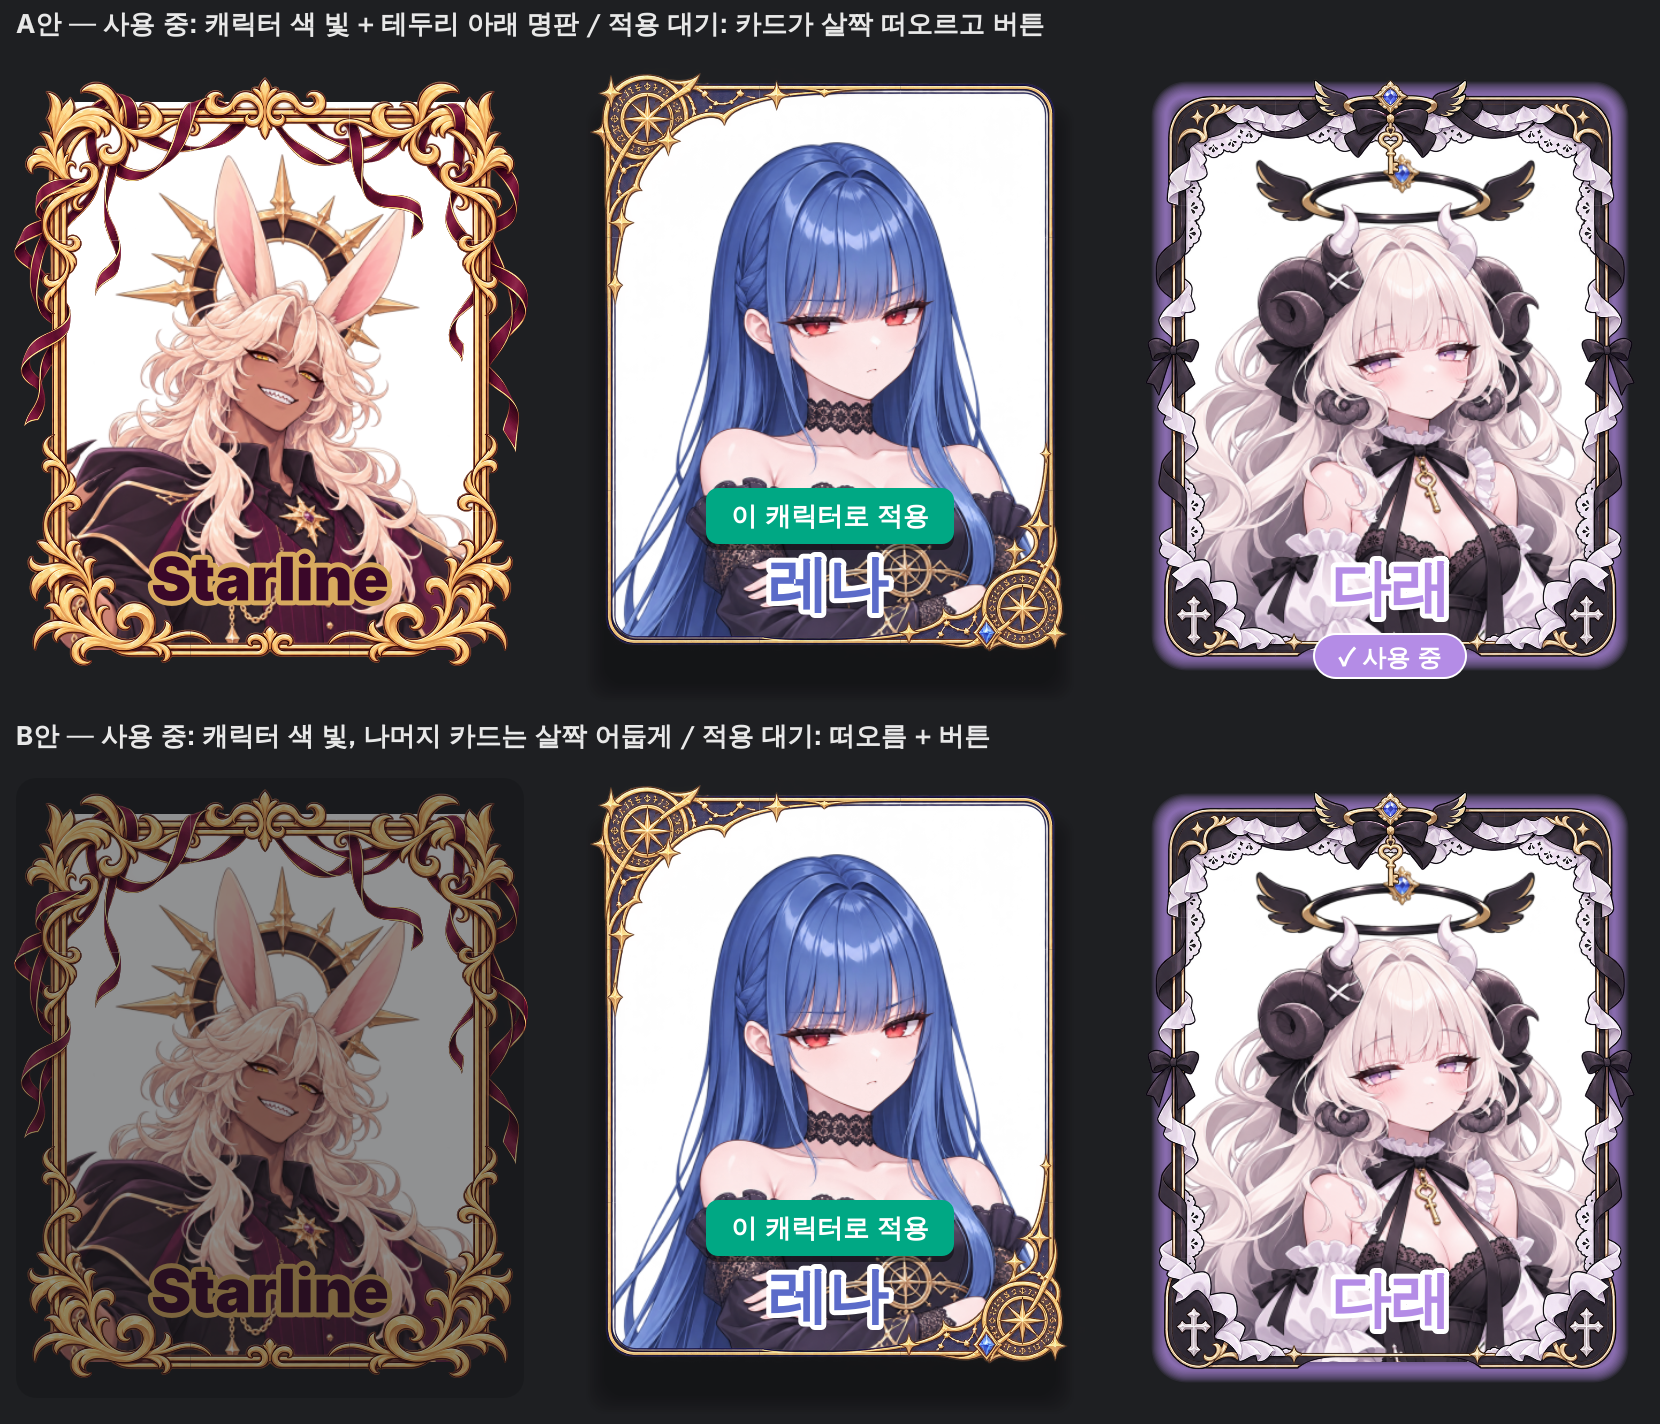 A안 — 사용 중: 캐릭터 색 빛 + 테두리 아래 명판 / 적용 대기: 카드가 살짝 떠오르고 버튼
이 캐릭터로 적용
Starline
레나
다래
✓ 사용 중
B안 — 사용 중: 캐릭터 색 빛, 나머지 카드는 살짝 어둡게 / 적용 대기: 떠오름 + 버튼
이 캐릭터로 적용
Starline
레나
다래